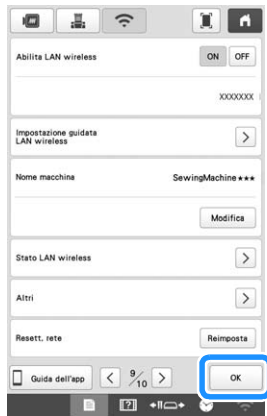 Abilita LAN wireless
ON OFF
XXXXXXX
Impostazione guidata
LAN wireless
Nome macchina SewingMachine★★★
Modifica
Stato LAN wireless
Altri
Resett. rete Reimposta
Guida dell'app 9/10 OK